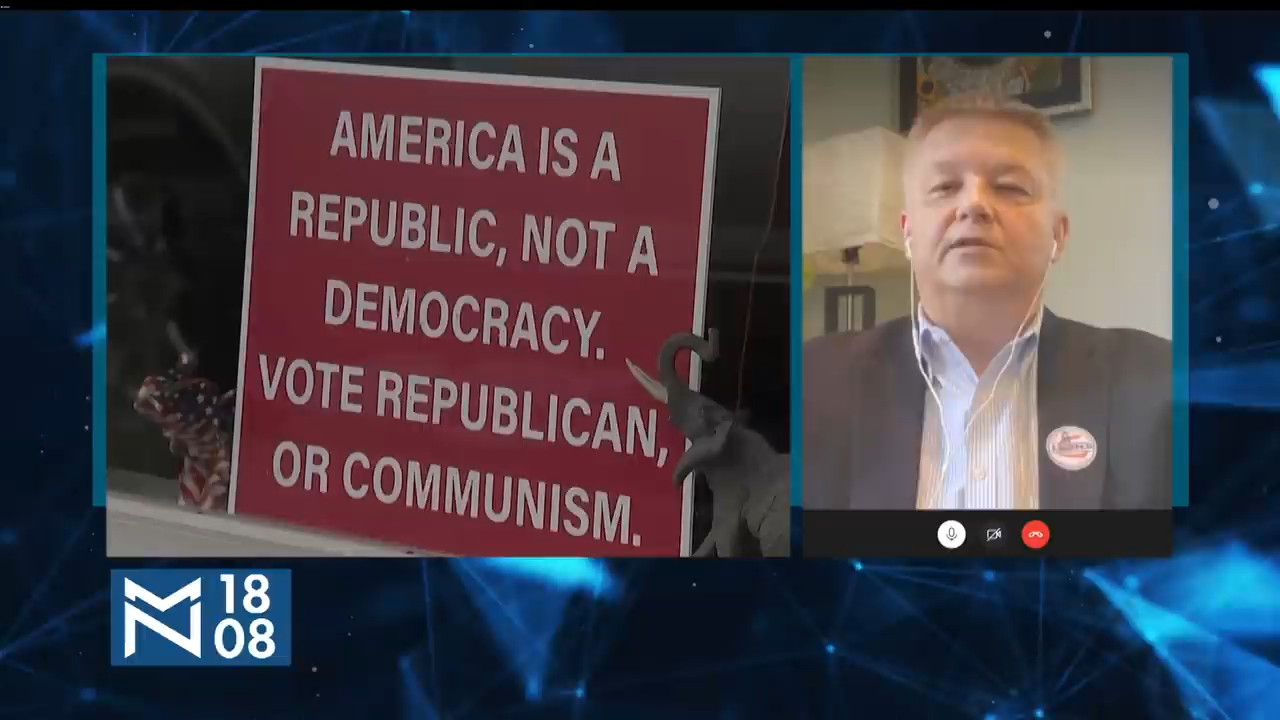 AMERICA IS A
REPUBLIC, NOT A
DEMOCRACY.
VOTE REPUBLICAN,
OR COMMUNISM.
18
08